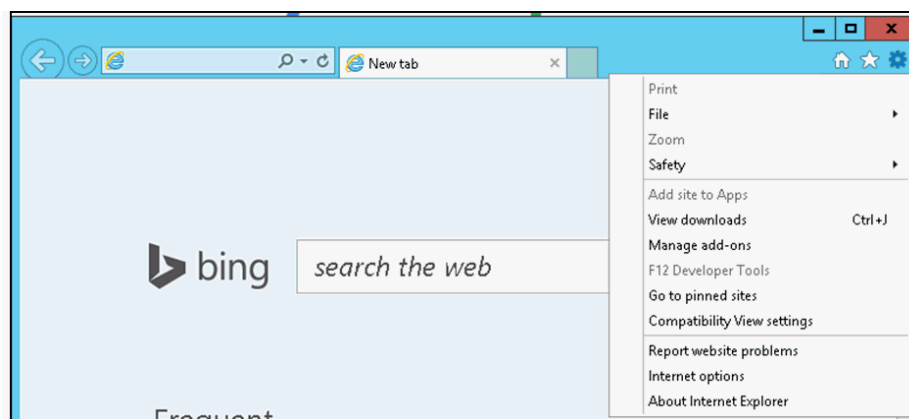 New tab
Print
File
Zoom
Safety
Add site to Apps
View downloads Ctrl+J
Manage add-ons
F12 Developer Tools
Go to pinned sites
Compatibility View settings
Report website problems
Internet options
About Internet Explorer
bing
search the web
Frequent